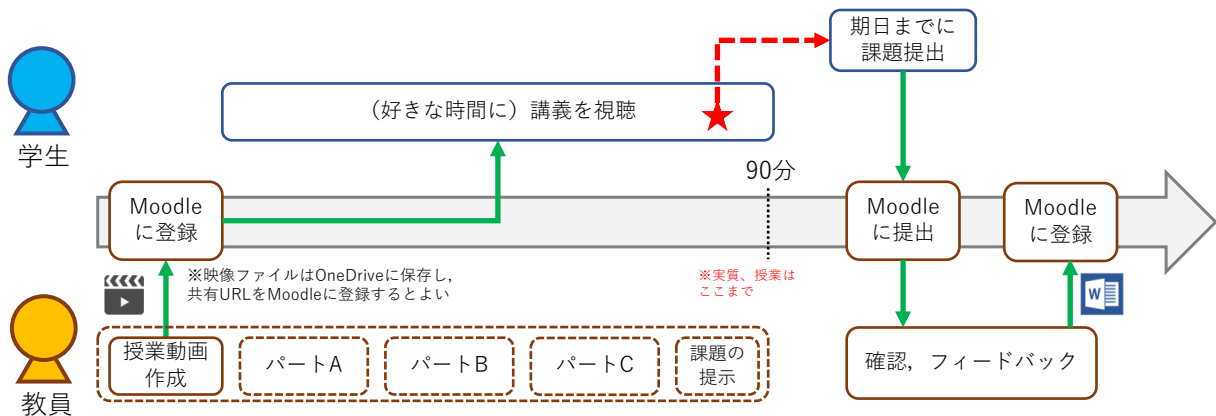 期日までに
課題提出
（好きな時間に）講義を視聴
学生
90分
Moodle
に登録
Moodle
に提出
Moodle
に登録
※映像ファイルはOneDriveに保存し，
共有URLをMoodleに登録するとよい
※実質、授業は
ここまで
W
授業動画
作成
パートA
パートB
パートC
課題の
提示
確認，フィードバック
教員